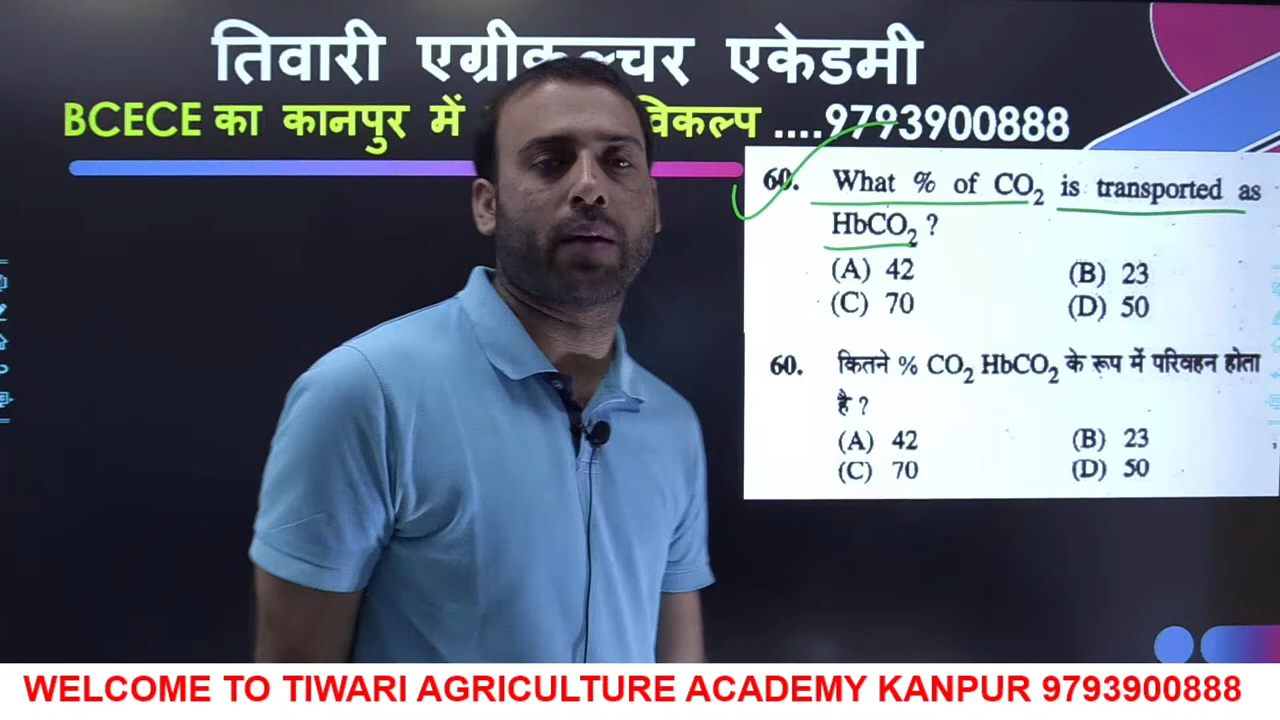 तिवारी एग्रीकल्चर एकेडमी
BCECE का कानपुर में विकल्प ....9793900888
60. What % of CO₂ is transported as
HbCO₂ ?
(A) 42 (B) 23
(C) 70 (D) 50
60. कितने % CO₂ HbCO₂ के रूप में परिवहन होता
है ?
(A) 42 (B) 23
(C) 70 (D) 50
WELCOME TO TIWARI AGRICULTURE ACADEMY KANPUR 9793900888